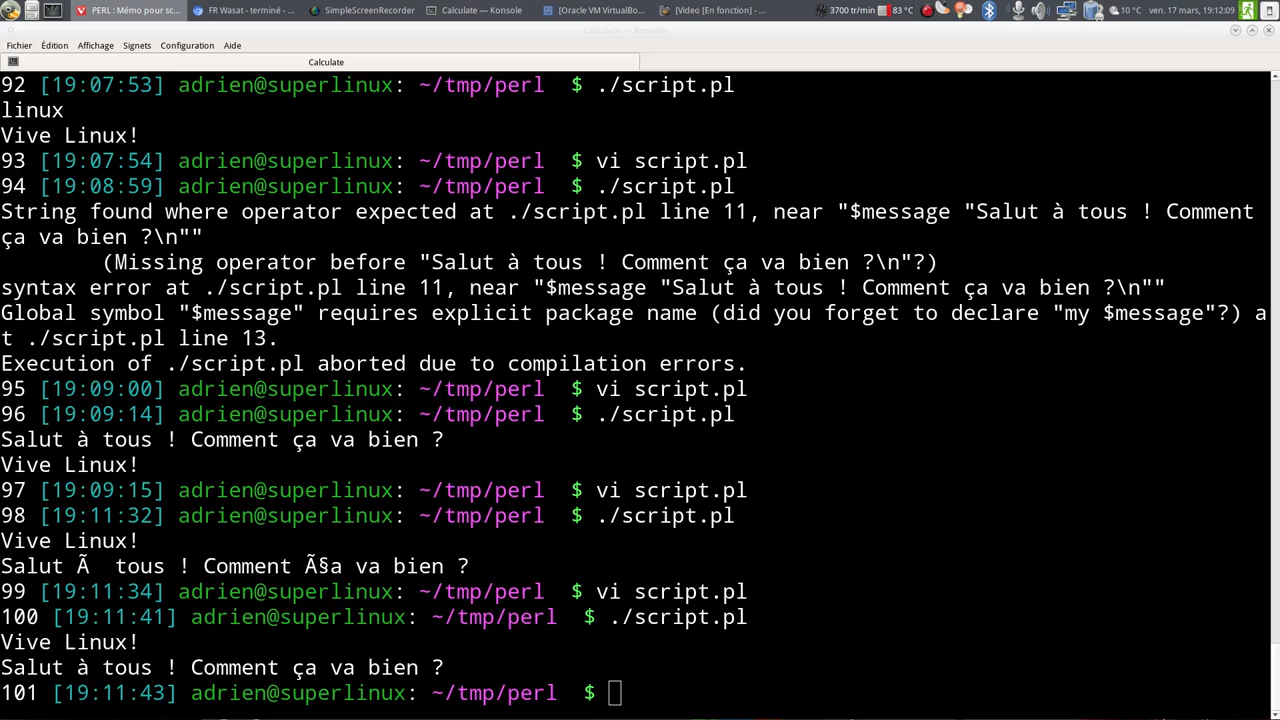 PERL : Mémo pour sc... FR Wasat - terminé - ... SimpleScreenRecorder Calculate — Konsole [Oracle VM VirtualBo... [Video [En fonction] - ... 3700 tr/min 83 °C 10 °C ven. 17 mars, 19:12:09
Calculate — Konsole
Fichier Édition Affichage Signets Configuration Aide
Calculate
92 [19:07:53] adrien@superlinux: ~/tmp/perl $ ./script.pl
linux
Vive Linux!
93 [19:07:54] adrien@superlinux: ~/tmp/perl $ vi script.pl
94 [19:08:59] adrien@superlinux: ~/tmp/perl $ ./script.pl
String found where operator expected at ./script.pl line 11, near "$message "Salut à tous ! Comment
ça va bien ?\n""
(Missing operator before "Salut à tous ! Comment ça va bien ?\n"?)
syntax error at ./script.pl line 11, near "$message "Salut à tous ! Comment ça va bien ?\n""
Global symbol "$message" requires explicit package name (did you forget to declare "my $message"?) a
t ./script.pl line 13.
Execution of ./script.pl aborted due to compilation errors.
95 [19:09:00] adrien@superlinux: ~/tmp/perl $ vi script.pl
96 [19:09:14] adrien@superlinux: ~/tmp/perl $ ./script.pl
Salut à tous ! Comment ça va bien ?
Vive Linux!
97 [19:09:15] adrien@superlinux: ~/tmp/perl $ vi script.pl
98 [19:11:32] adrien@superlinux: ~/tmp/perl $ ./script.pl
Vive Linux!
Salut Ã  tous ! Comment Ã§a va bien ?
99 [19:11:34] adrien@superlinux: ~/tmp/perl $ vi script.pl
100 [19:11:41] adrien@superlinux: ~/tmp/perl $ ./script.pl
Vive Linux!
Salut à tous ! Comment ça va bien ?
101 [19:11:43] adrien@superlinux: ~/tmp/perl $